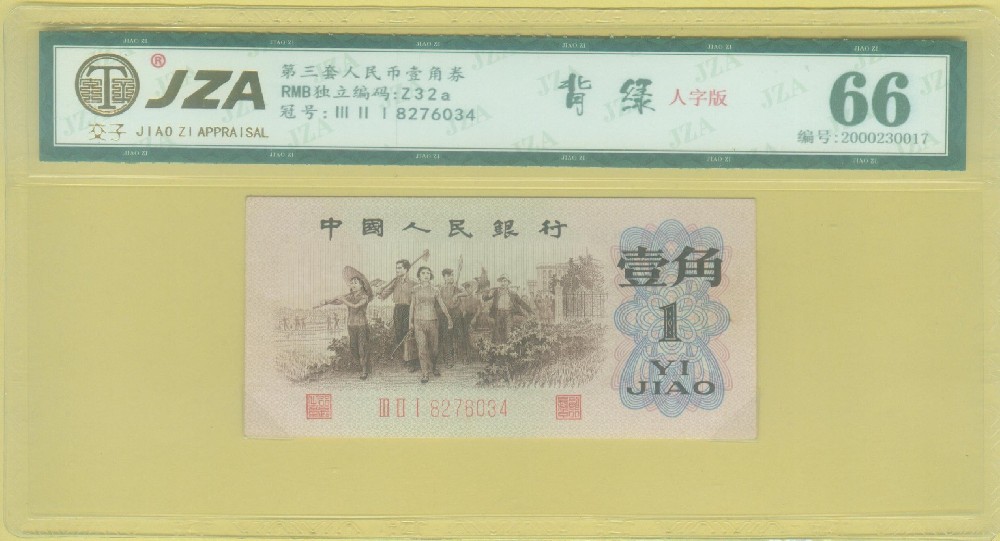 JZA®
交子 JIAO ZI APPRAISAL
第三套人民币壹角券
RMB独立编码:Z32a
冠号:III II I 8276034
背绿 人字版
66
编号:2000230017
中國人民銀行
壹角
1
YI
JIAO
III II I 8276034